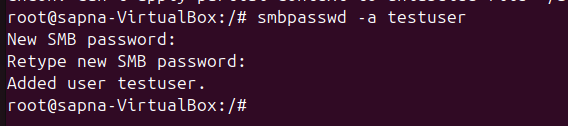 root@sapna-VirtualBox:/# smbpasswd -a testuser
New SMB password:
Retype new SMB password:
Added user testuser.
root@sapna-VirtualBox:/#